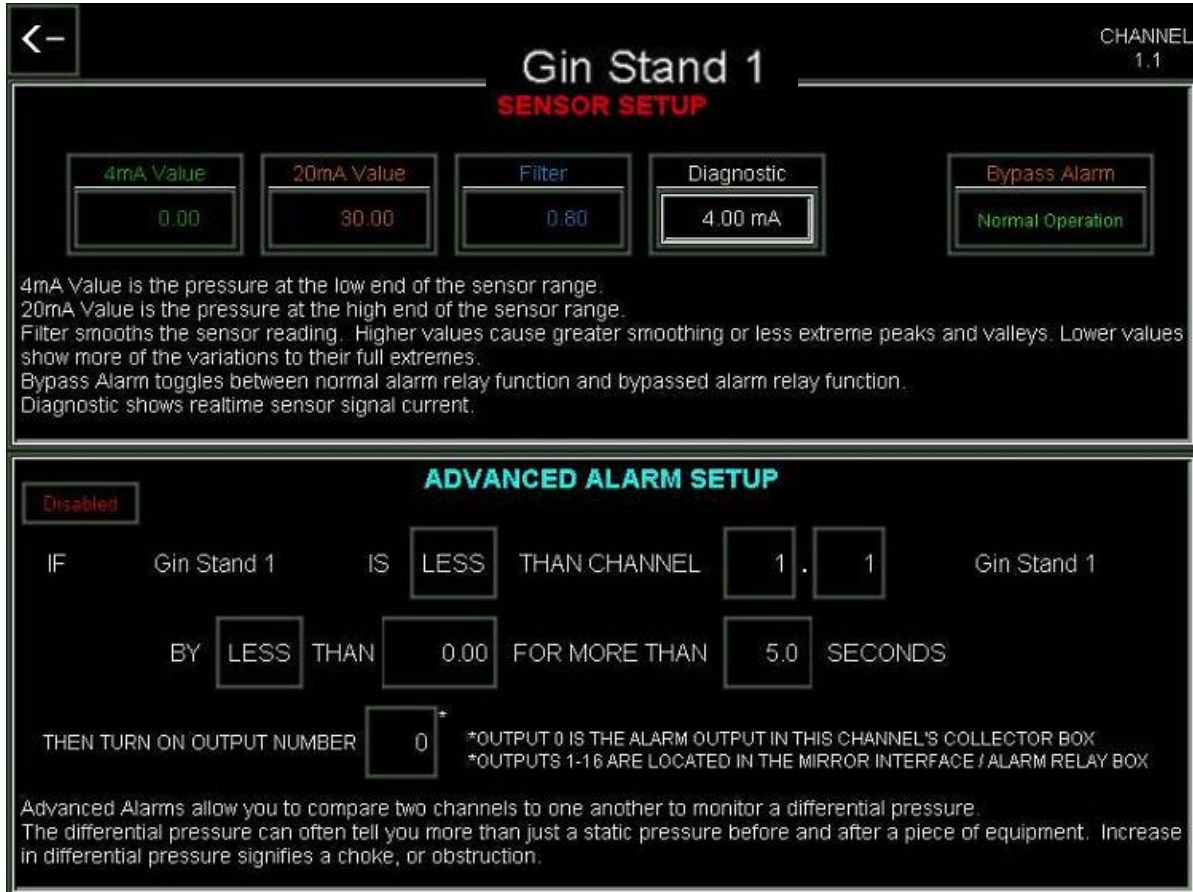 <-
CHANNEL
1.1
Gin Stand 1
SENSOR SETUP
4mA Value
0.00
20mA Value
30.00
Filter
0.80
Diagnostic
4.00 mA
Bypass Alarm
Normal Operation
4mA Value is the pressure at the low end of the sensor range.
20mA Value is the pressure at the high end of the sensor range.
Filter smooths the sensor reading. Higher values cause greater smoothing or less extreme peaks and valleys. Lower values
show more of the variations to their full extremes.
Bypass Alarm toggles between normal alarm relay function and bypassed alarm relay function.
Diagnostic shows realtime sensor signal current.
ADVANCED ALARM SETUP
Disabled
IF Gin Stand 1 IS LESS THAN CHANNEL 1 . 1 Gin Stand 1
BY LESS THAN 0.00 FOR MORE THAN 5.0 SECONDS
THEN TURN ON OUTPUT NUMBER 0 *
*OUTPUT 0 IS THE ALARM OUTPUT IN THIS CHANNEL'S COLLECTOR BOX
*OUTPUTS 1-16 ARE LOCATED IN THE MIRROR INTERFACE / ALARM RELAY BOX
Advanced Alarms allow you to compare two channels to one another to monitor a differential pressure.
The differential pressure can often tell you more than just a static pressure before and after a piece of equipment. Increase
in differential pressure signifies a choke, or obstruction.